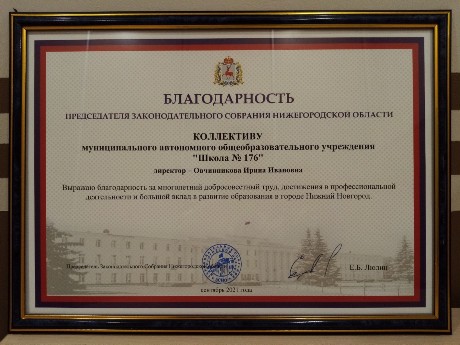 БЛАГОДАРНОСТЬ
ПРЕДСЕДАТЕЛЯ ЗАКОНОДАТЕЛЬНОГО СОБРАНИЯ НИЖЕГОРОДСКОЙ ОБЛАСТИ
КОЛЛЕКТИВУ
муниципального автономного общеобразовательного учреждения
"Школа № 176"
директор – Овчинникова Ирина Ивановна
Выражаю благодарность за многолетний добросовестный труд, достижения в профессиональной
деятельности и большой вклад в развитие образования в городе Нижний Новгород.
Председатель Законодательного Собрания Нижегородской области
Е.Б. Люлин
сентябрь 2021 года